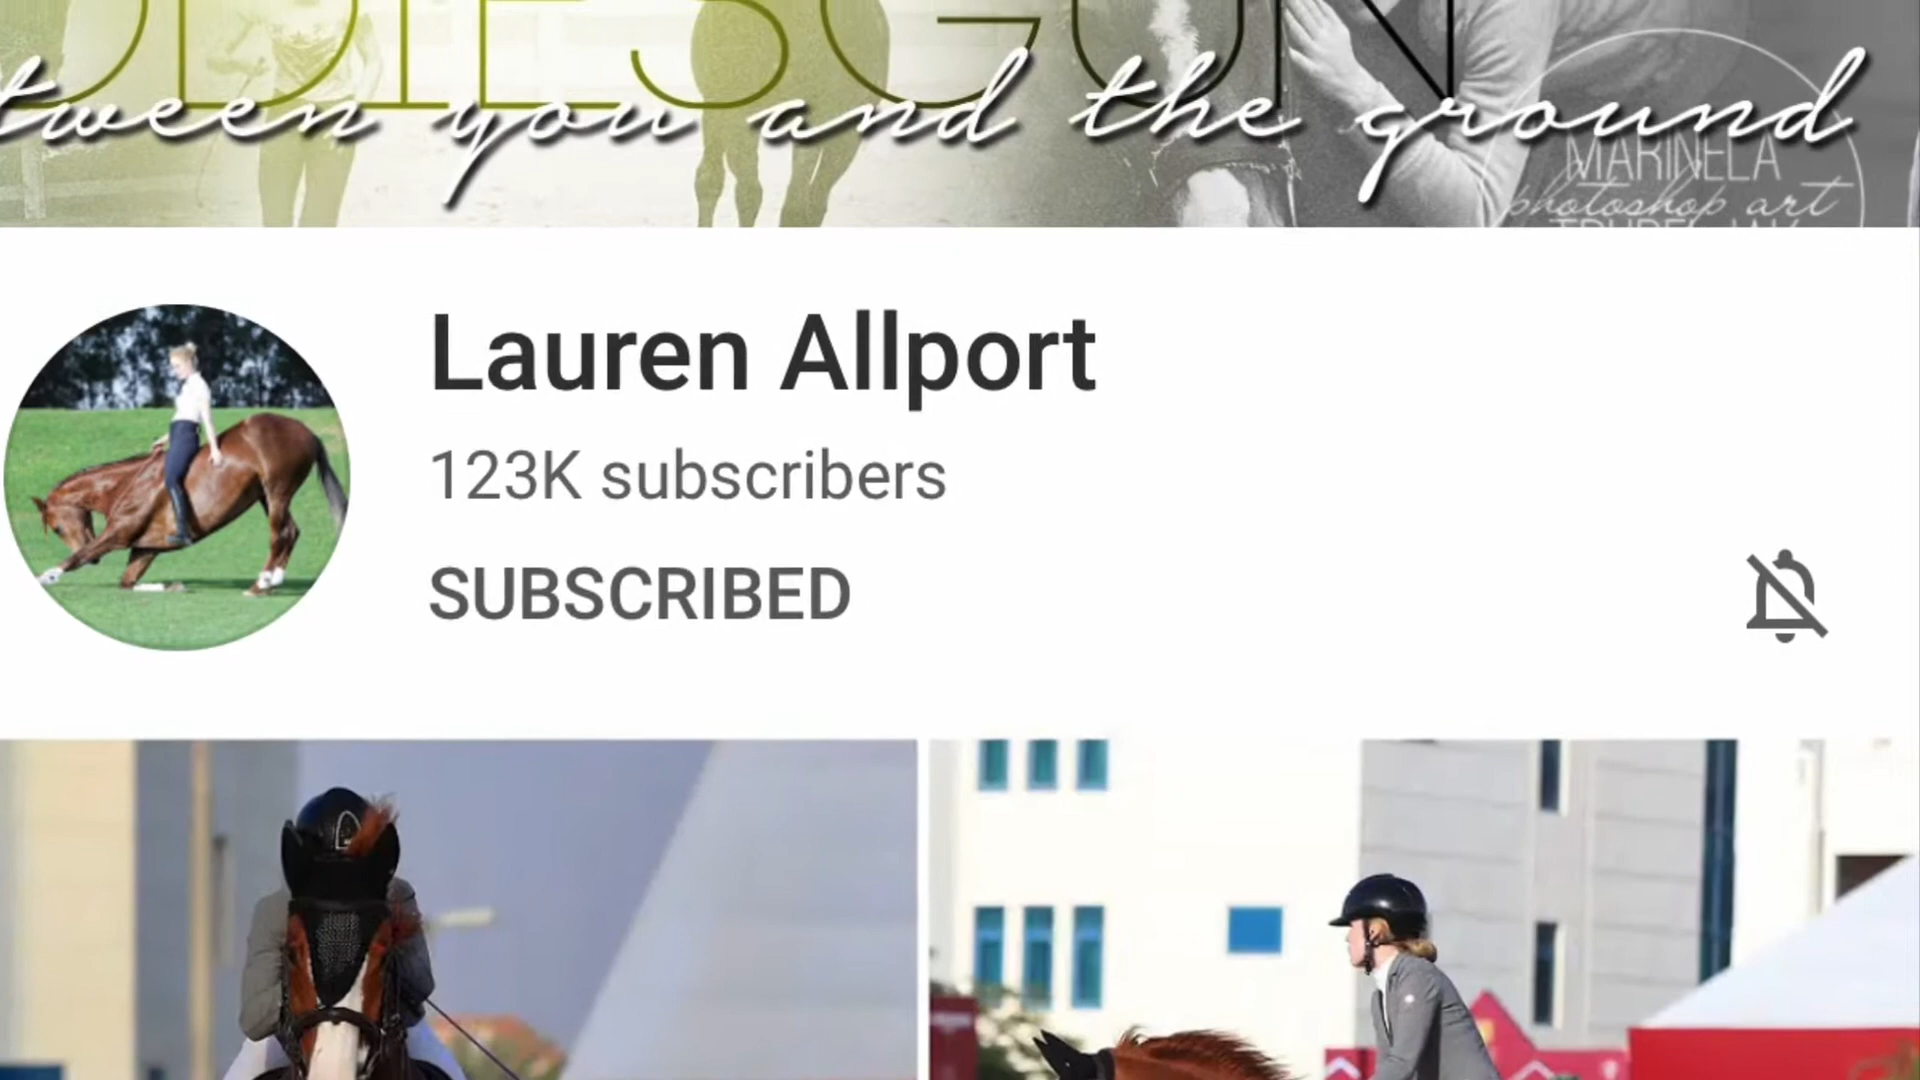 tween you and the ground
MARINELA
photoshop art
Lauren Allport
123K subscribers
SUBSCRIBED